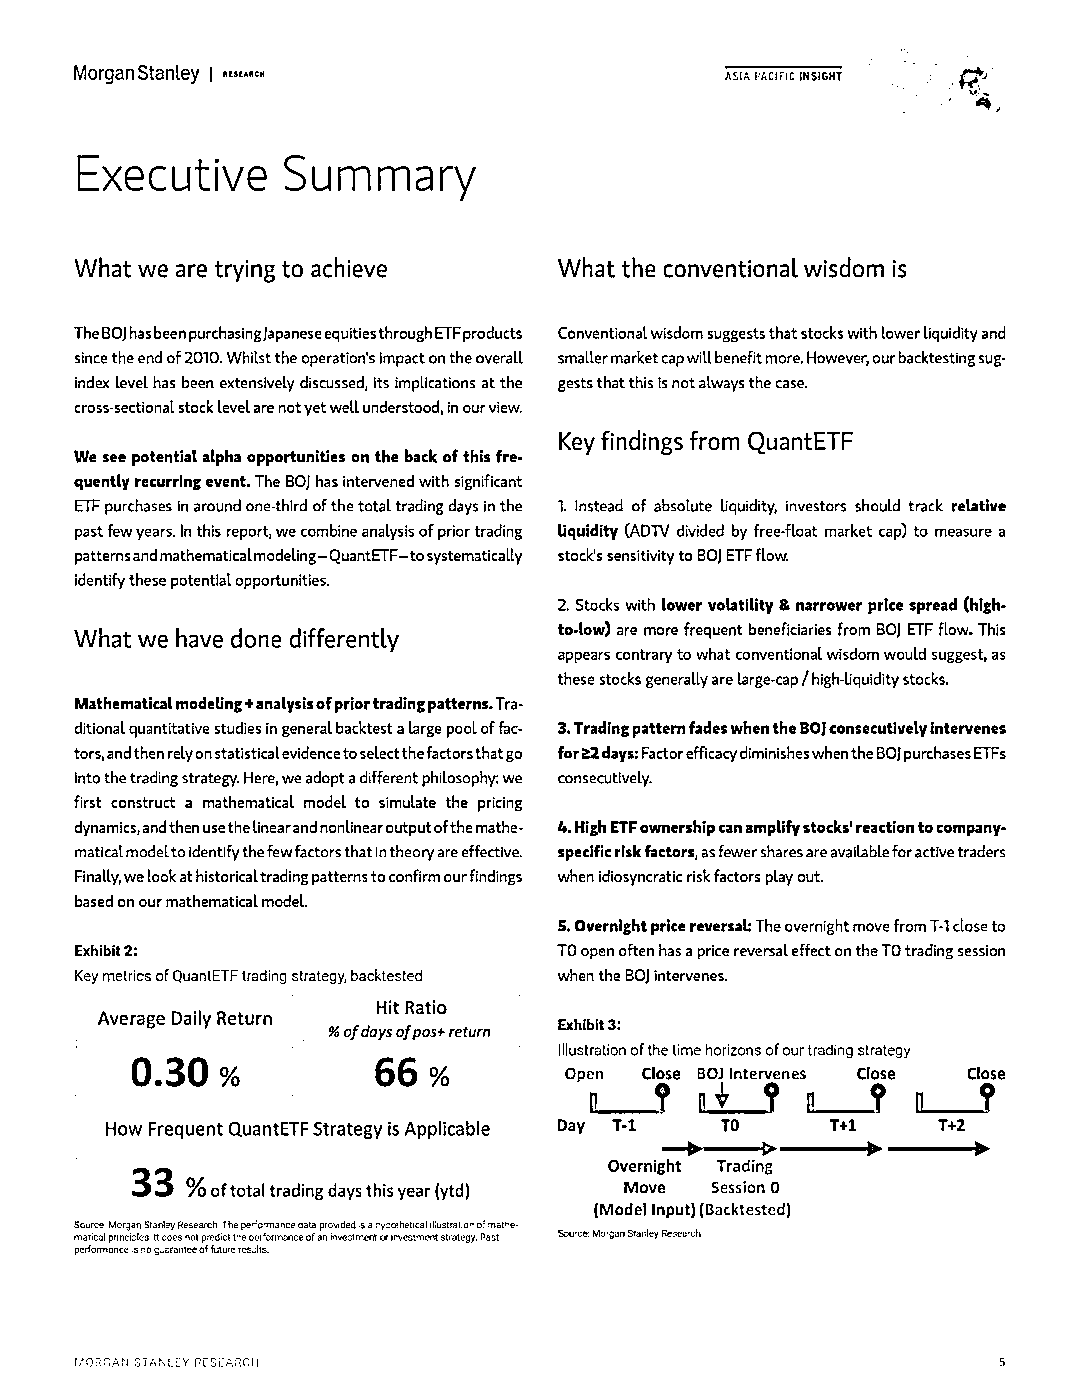 Morgan Stanley | RESEARCH
ASIA PACIFIC INSIGHT
Executive Summary
What we are trying to achieve
The BOJ has been purchasing Japanese equities through ETF products
since the end of 2010. Whilst the operation's impact on the overall
index level has been extensively discussed, its implications at the
cross-sectional stock level are not yet well understood, in our view.
We see potential alpha opportunities on the back of this fre-
quently recurring event. The BOJ has intervened with significant
ETF purchases in around one-third of the total trading days in the
past few years. In this report, we combine analysis of prior trading
patterns and mathematical modeling – QuantETF – to systematically
identify these potential opportunities.
What we have done differently
Mathematical modeling + analysis of prior trading patterns. Tra-
ditional quantitative studies in general backtest a large pool of fac-
tors, and then rely on statistical evidence to select the factors that go
into the trading strategy. Here, we adopt a different philosophy: we
first construct a mathematical model to simulate the pricing
dynamics, and then use the linear and nonlinear output of the mathe-
matical model to identify the few factors that in theory are effective.
Finally, we look at historical trading patterns to confirm our findings
based on our mathematical model.
Exhibit 2:
Key metrics of QuantETF trading strategy, backtested
Average Daily Return
0.30 %
Hit Ratio
% of days of pos+ return
66 %
How Frequent QuantETF Strategy is Applicable
33 % of total trading days this year (ytd)
Source: Morgan Stanley Research. The performance data provided is a hypothetical illustration of mathe-
matical principles. It does not predict the performance of an investment or investment strategy. Past
performance is no guarantee of future results.
What the conventional wisdom is
Conventional wisdom suggests that stocks with lower liquidity and
smaller market cap will benefit more. However, our backtesting sug-
gests that this is not always the case.
Key findings from QuantETF
1. Instead of absolute liquidity, investors should track relative
liquidity (ADTV divided by free-float market cap) to measure a
stock's sensitivity to BOJ ETF flow.
2. Stocks with lower volatility & narrower price spread (high-
to-low) are more frequent beneficiaries from BOJ ETF flow. This
appears contrary to what conventional wisdom would suggest, as
these stocks generally are large-cap / high-liquidity stocks.
3. Trading pattern fades when the BOJ consecutively intervenes
for ≥2 days: Factor efficacy diminishes when the BOJ purchases ETFs
consecutively.
4. High ETF ownership can amplify stocks' reaction to company-
specific risk factors, as fewer shares are available for active traders
when idiosyncratic risk factors play out.
5. Overnight price reversal: The overnight move from T-1 close to
T0 open often has a price reversal effect on the T0 trading session
when the BOJ intervenes.
Exhibit 3:
Illustration of the time horizons of our trading strategy
Open Close BOJ Intervenes Close Close
Day T-1 T0 T+1 T+2
Overnight Trading
Move Session 0
(Model Input) (Backtested)
Source: Morgan Stanley Research
MORGAN STANLEY RESEARCH
5